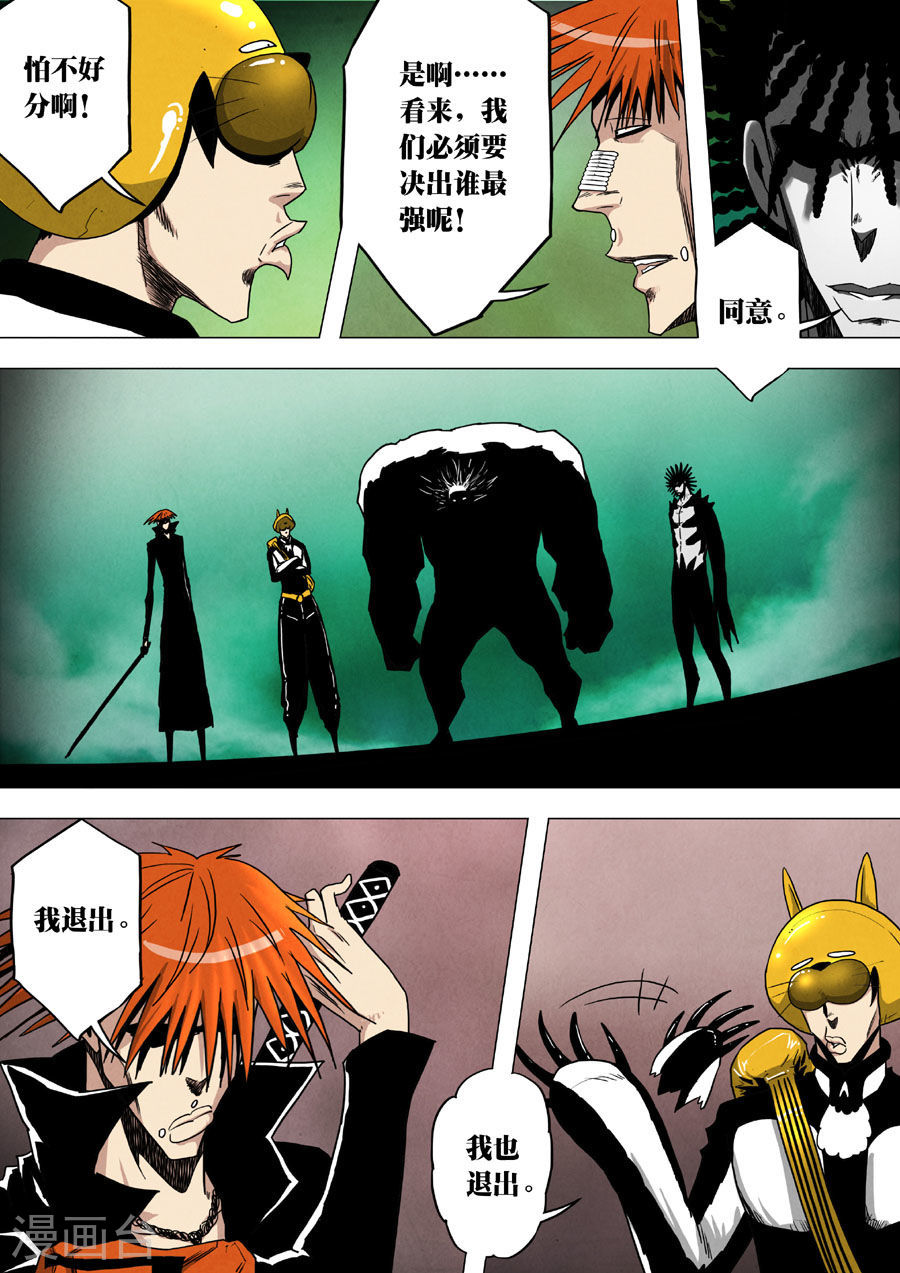 怕不好
分啊！
是啊……
看来，我
们必须要
决出谁最
强呢！
同意。
我退出。
我也
退出。
漫画台